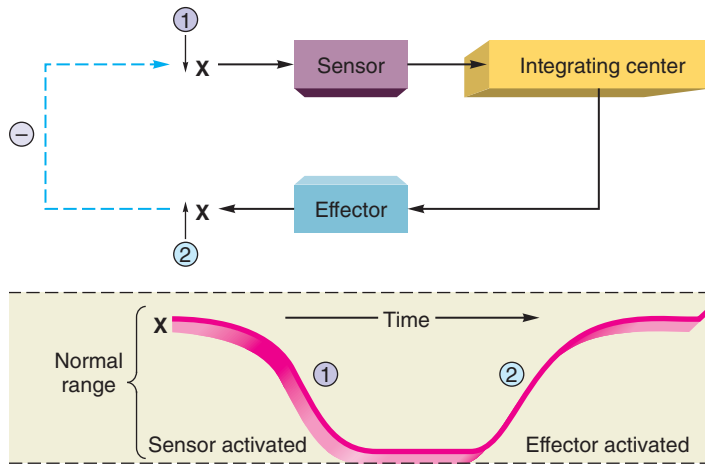 1
X
Sensor
Integrating center
−
X
Effector
2
X
Time
Normal
range
1
2
Sensor activated
Effector activated